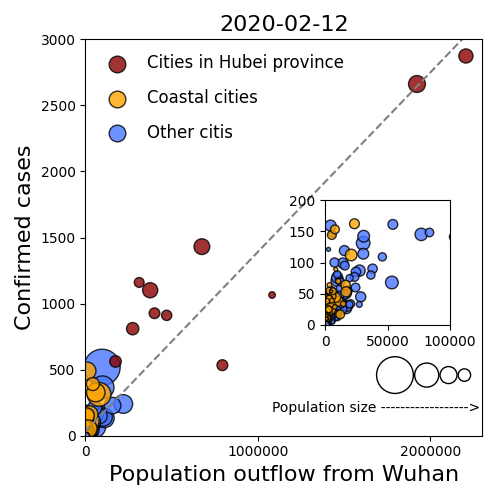 2020-02-12
Confirmed cases
3000
2500
2000
1500
1000
500
0
Cities in Hubei province
Coastal cities
Other citis
200
150
100
50
0
0 50000 100000
Population size -------------->
0 1000000 2000000
Population outflow from Wuhan